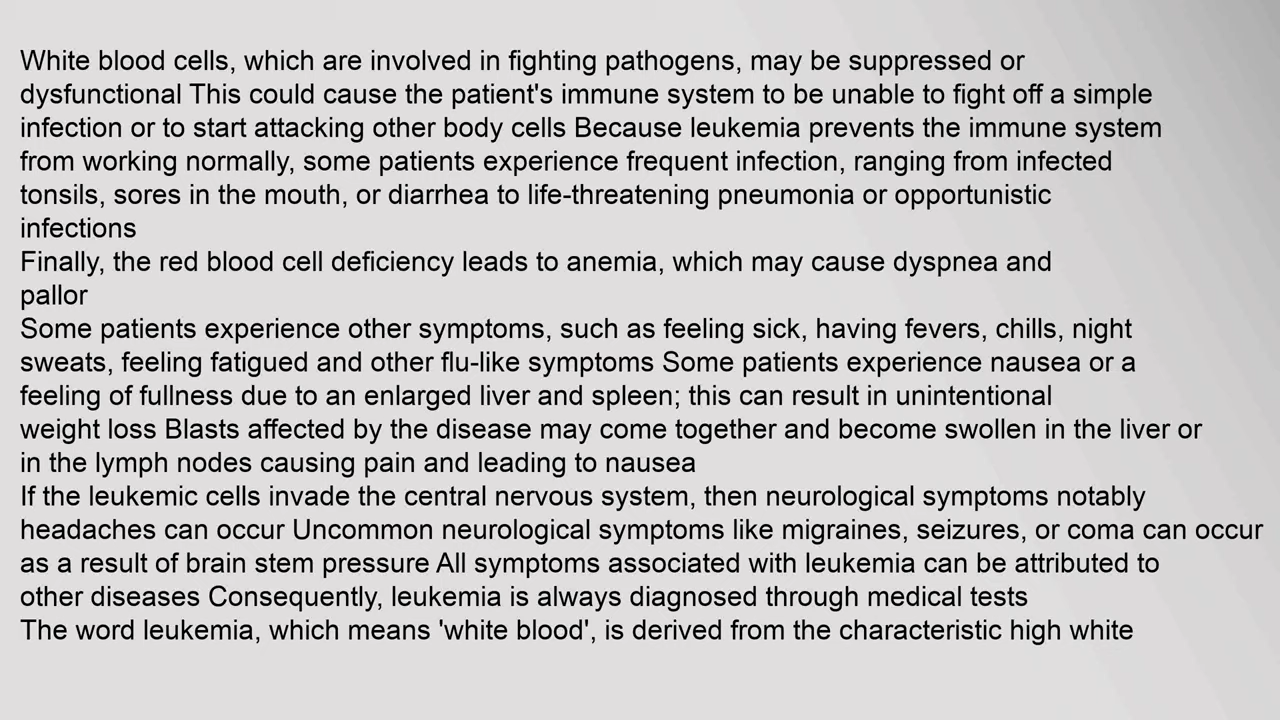 White blood cells, which are involved in fighting pathogens, may be suppressed or
dysfunctional This could cause the patient's immune system to be unable to fight off a simple
infection or to start attacking other body cells Because leukemia prevents the immune system
from working normally, some patients experience frequent infection, ranging from infected
tonsils, sores in the mouth, or diarrhea to life-threatening pneumonia or opportunistic
infections
Finally, the red blood cell deficiency leads to anemia, which may cause dyspnea and
pallor
Some patients experience other symptoms, such as feeling sick, having fevers, chills, night
sweats, feeling fatigued and other flu-like symptoms Some patients experience nausea or a
feeling of fullness due to an enlarged liver and spleen; this can result in unintentional
weight loss Blasts affected by the disease may come together and become swollen in the liver or
in the lymph nodes causing pain and leading to nausea
If the leukemic cells invade the central nervous system, then neurological symptoms notably
headaches can occur Uncommon neurological symptoms like migraines, seizures, or coma can occur
as a result of brain stem pressure All symptoms associated with leukemia can be attributed to
other diseases Consequently, leukemia is always diagnosed through medical tests
The word leukemia, which means 'white blood', is derived from the characteristic high white